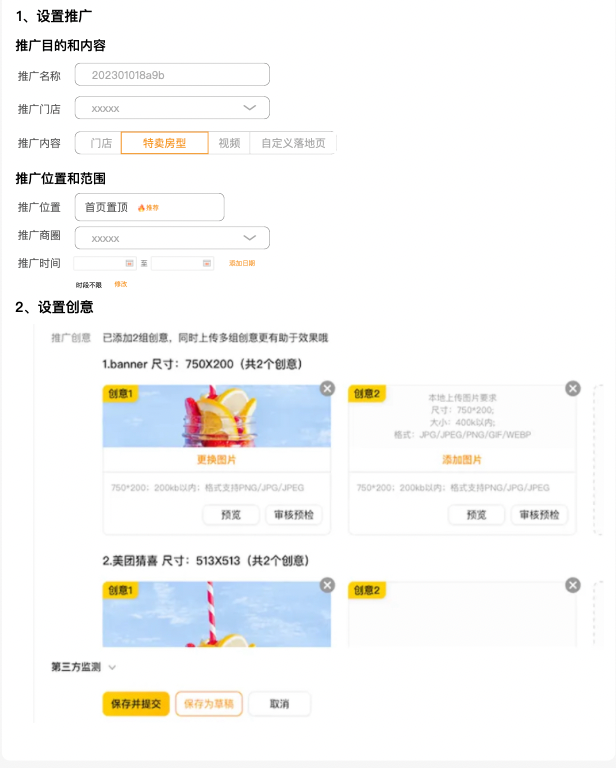 1、设置推广
推广目的和内容
推广名称 202301018a9b
推广门店 xxxxx
推广内容 门店 特卖房型 视频 自定义落地页
推广位置和范围
推广位置 首页置顶 推荐
推广商圈 xxxxx
推广时间 至 添加日期
时段不限 修改
2、设置创意
推广创意 已添加2组创意，同时上传多组创意更有助于效果哦
1.banner 尺寸：750X200（共2个创意）
创意1
更换图片
750*200；200kb以内；格式支持PNG/JPG/JPEG
预览 审核预检
创意2
本地上传图片要求
尺寸：750*200;
大小：400k以内;
格式：JPG/JPEG/PNG/GIF/WEBP
添加图片
750*200；200kb以内；格式支持PNG/JPG/JPEG
预览 审核预检
2.美团猜喜 尺寸：513X513（共2个创意）
创意1 创意2
第三方监测
保存并提交 保存为草稿 取消